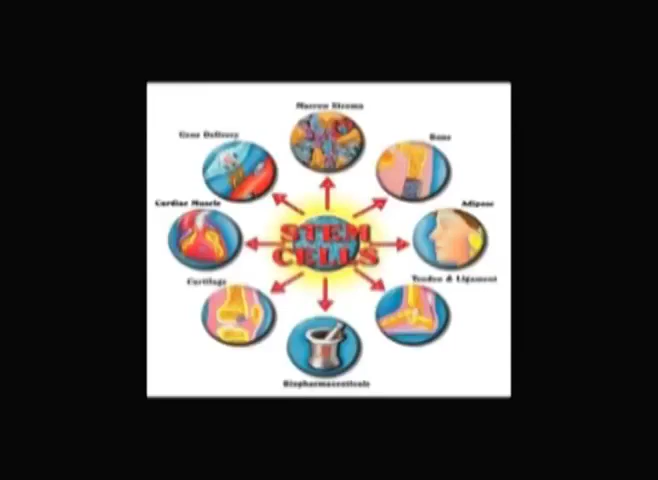 Marrow Stroma
Gene Delivery
Bone
Cardiac Muscle
Adipose
STEM
CELLS
Cartilage
Tendon & Ligament
Biopharmaceuticals